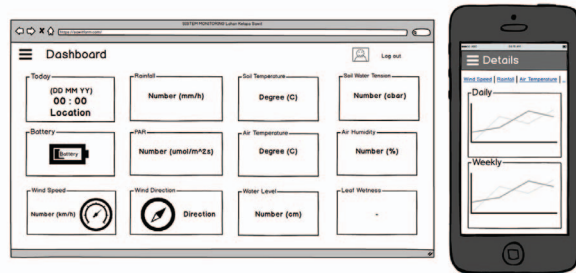 SISTEM MONITORING Lahan Kelapa Sawit
Dashboard
Log out
Today
(DD MM YY)
00 : 00
Location
Rainfall
Number (mm/h)
Soil Temperature
Degree (C)
Soil Water Tension
Number (cbar)
Battery
Battery
PAR
Number (umol/m^2s)
Air Temperature
Degree (C)
Air Humidity
Number (%)
Wind Speed
Number (km/h)
Wind Direction
Direction
Water Level
Number (cm)
Leaf Wetness
-
Details
Wind Speed | Rainfall | Air Temperature |
Daily
Weekly